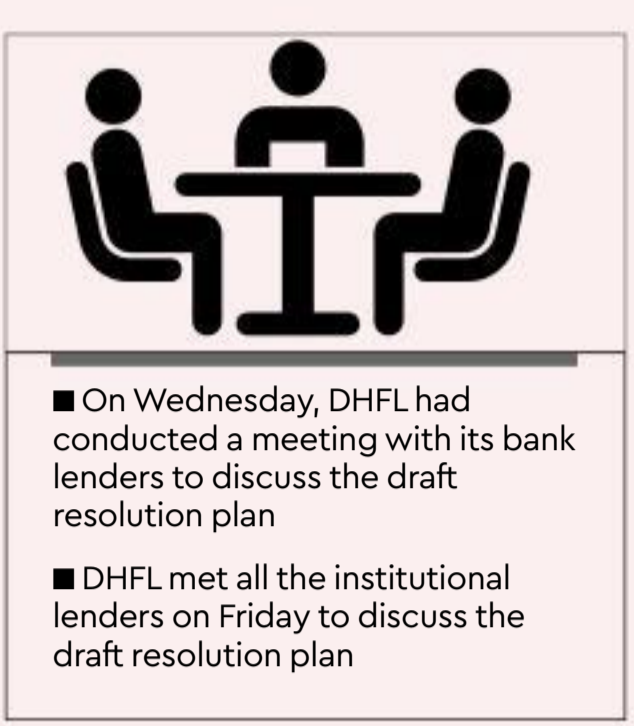 ■ On Wednesday, DHFL had
conducted a meeting with its bank
lenders to discuss the draft
resolution plan
■ DHFL met all the institutional
lenders on Friday to discuss the
draft resolution plan